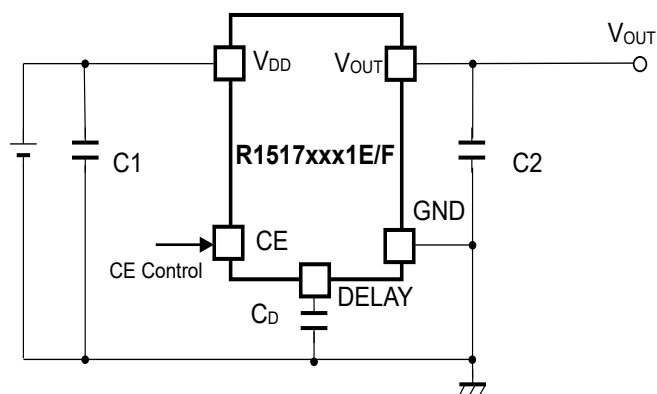 VOUT
VDD
VOUT
R1517xxx1E/F
C1
C2
GND
CE
CE Control
DELAY
CD